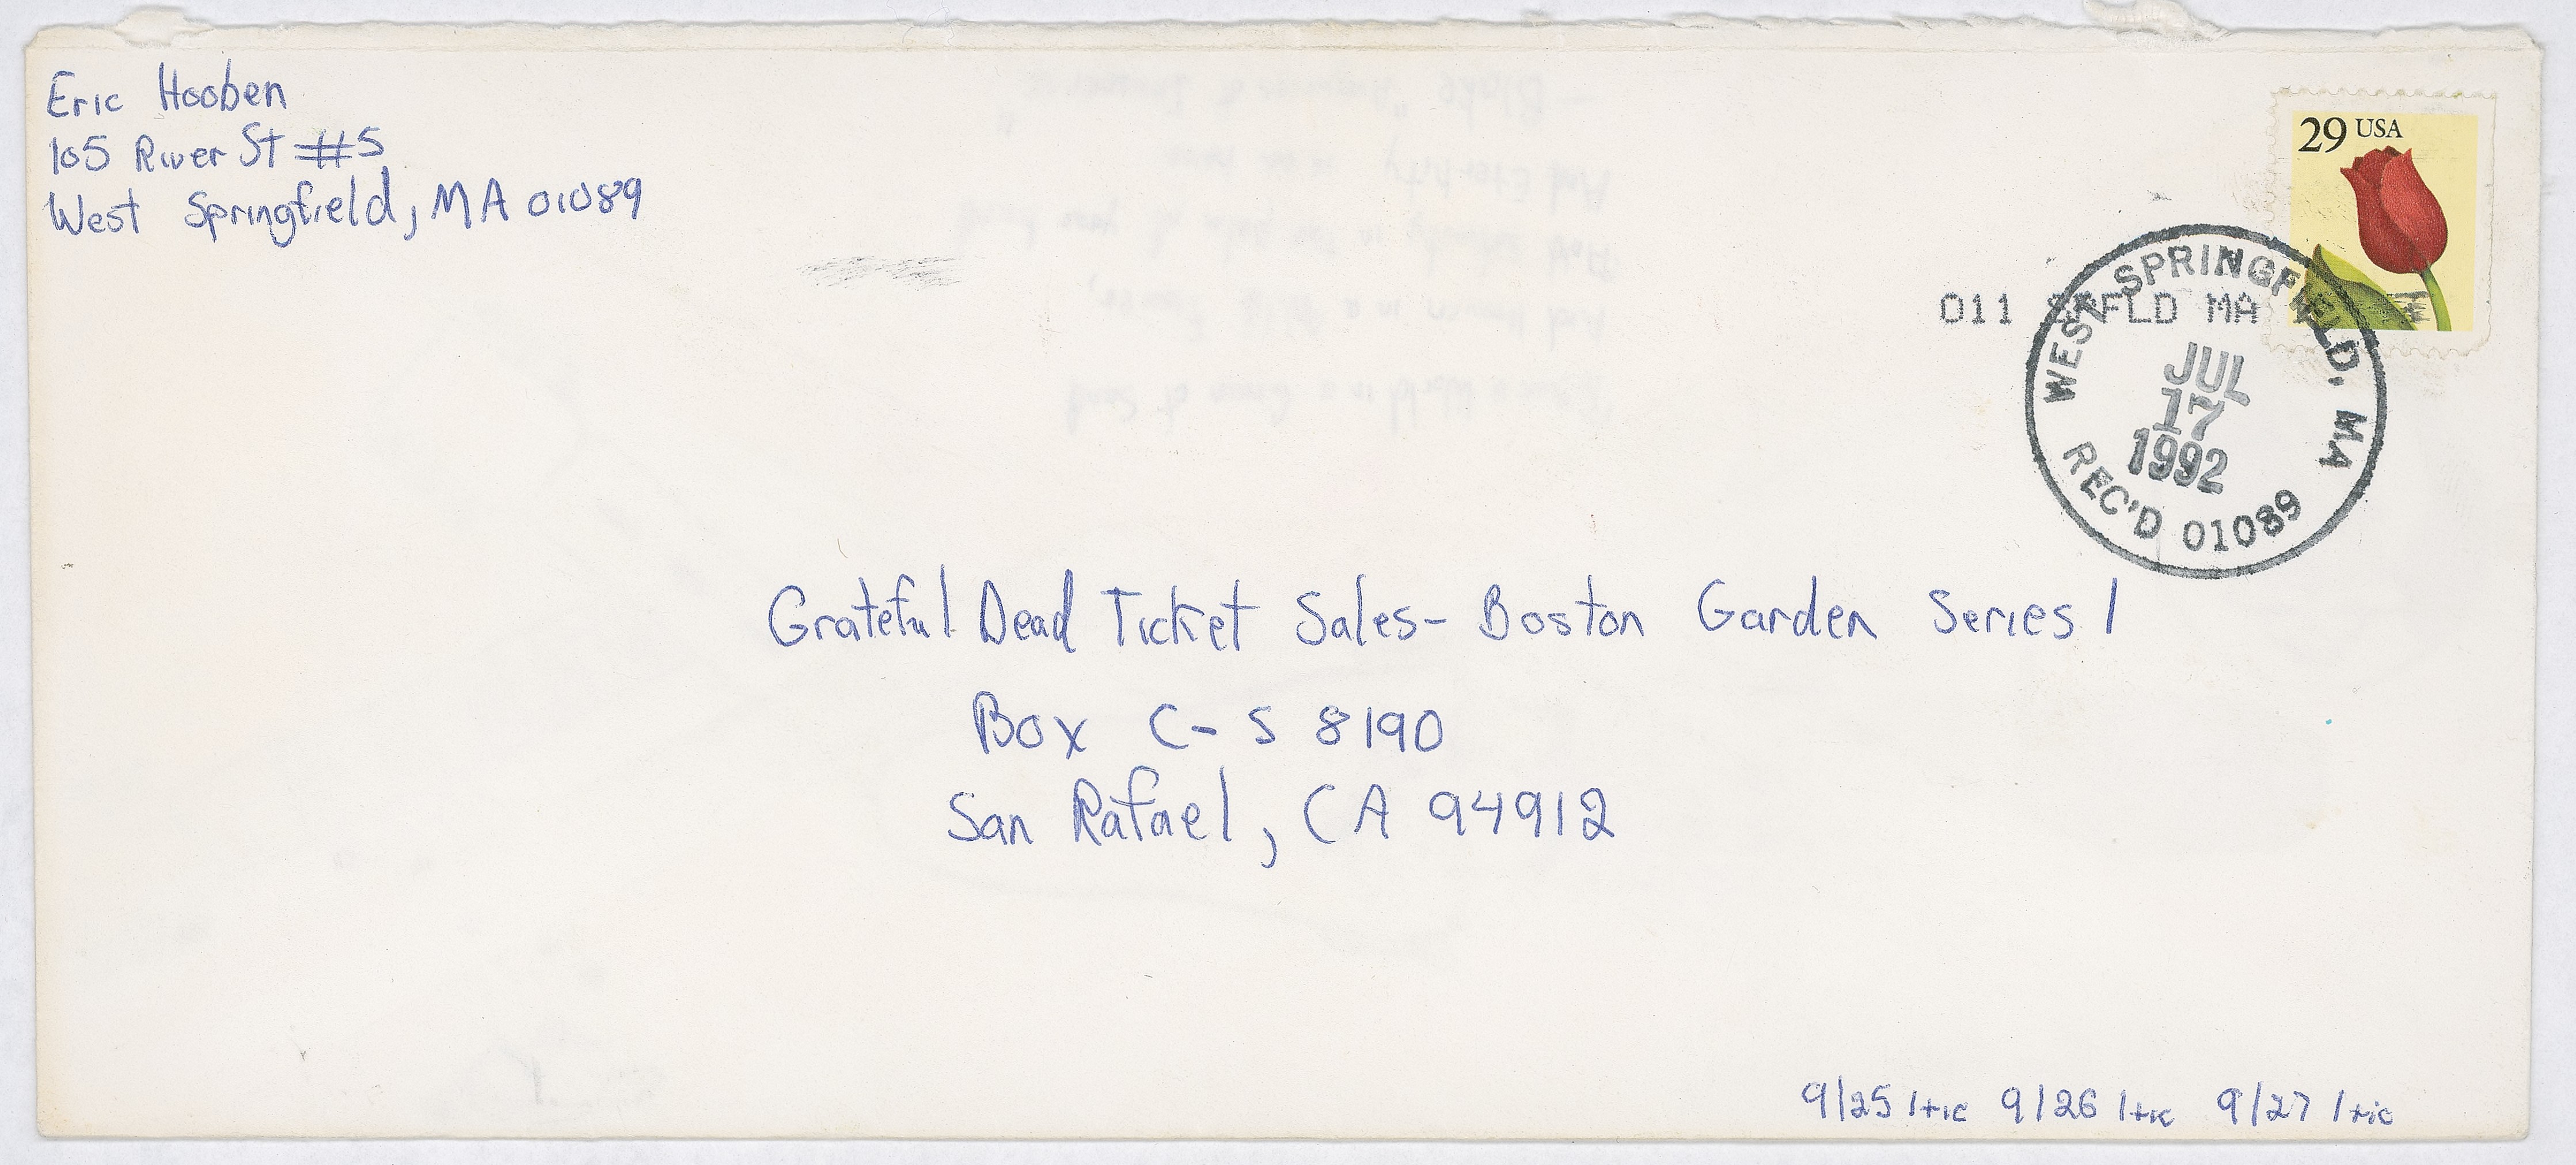 Eric Hooben
105 River St #5
West Springfield, MA 01089
29 USA
011 FLD MA
WEST SPRINGFIELD, MA
JUL
17
1992
REC'D 01089
Grateful Dead Ticket Sales- Boston Garden Series 1
Box C-S 8190
San Rafael, CA 94912
9/25 1 tic 9/26 1 tic 9/27 1 tic